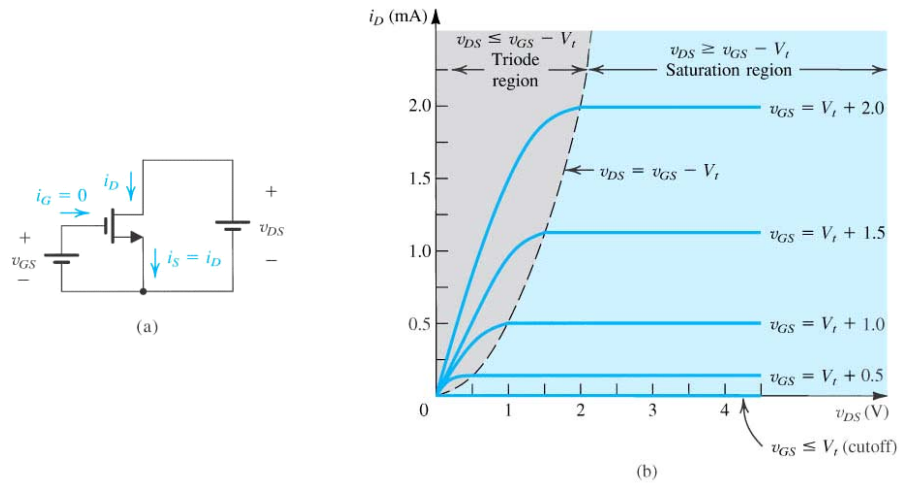 i_G = 0
i_D
+
v_GS
−
i_S = i_D
+
v_DS
−
(a)
i_D (mA)
v_DS ≤ v_GS − V_t
Triode
region
v_DS ≥ v_GS − V_t
Saturation region
2.0
1.5
1.0
0.5
0
v_GS = V_t + 2.0
v_DS = v_GS − V_t
v_GS = V_t + 1.5
v_GS = V_t + 1.0
v_GS = V_t + 0.5
1
2
3
4
v_DS (V)
v_GS ≤ V_t (cutoff)
(b)